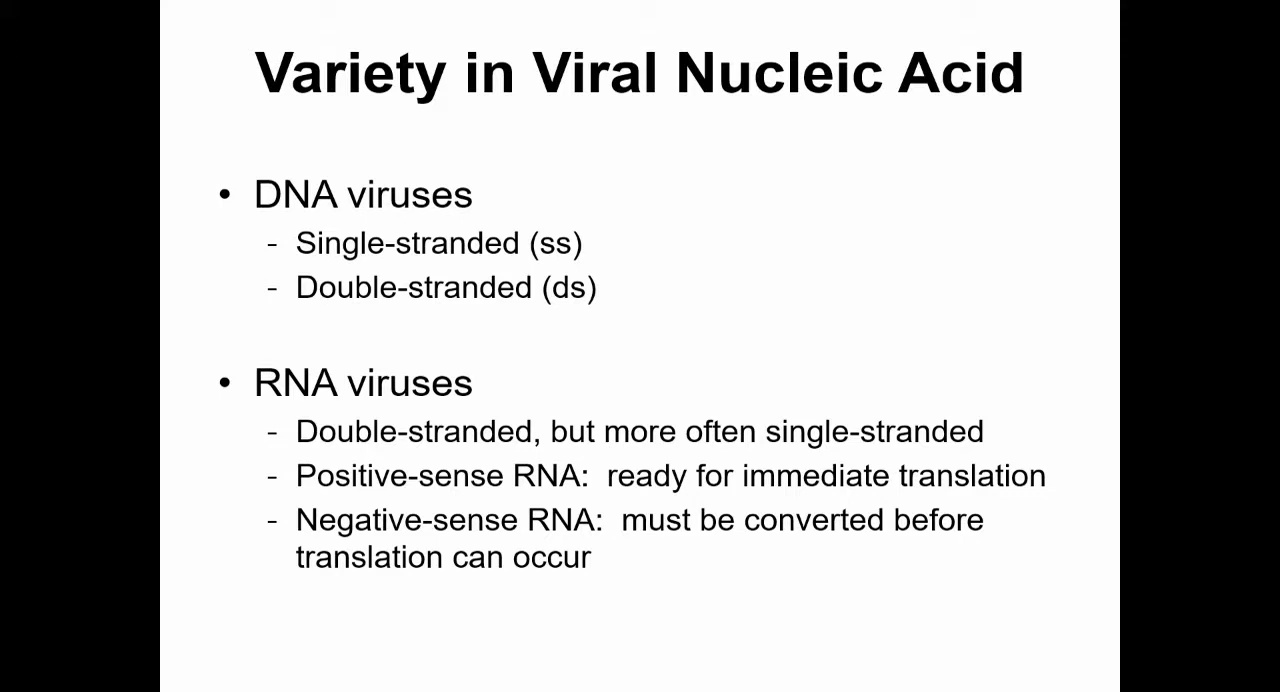 Variety in Viral Nucleic Acid
• DNA viruses
- Single-stranded (ss)
- Double-stranded (ds)
• RNA viruses
- Double-stranded, but more often single-stranded
- Positive-sense RNA:  ready for immediate translation
- Negative-sense RNA:  must be converted before
translation can occur